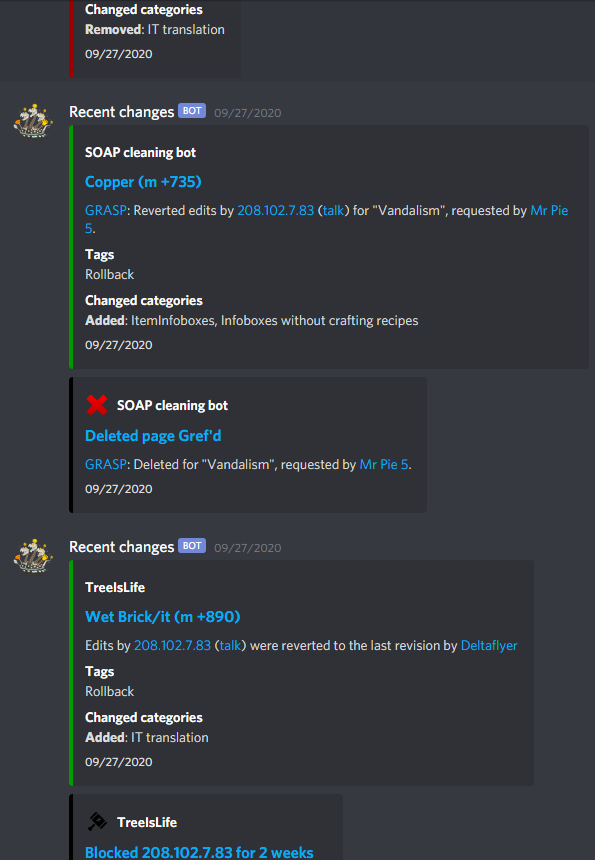 Changed categories
Removed: IT translation
09/27/2020
Recent changes BOT 09/27/2020
SOAP cleaning bot
Copper (m +735)
GRASP: Reverted edits by 208.102.7.83 (talk) for "Vandalism", requested by Mr Pie
5.
Tags
Rollback
Changed categories
Added: ItemInfoboxes, Infoboxes without crafting recipes
09/27/2020
SOAP cleaning bot
Deleted page Gref'd
GRASP: Deleted for "Vandalism", requested by Mr Pie 5.
09/27/2020
Recent changes BOT 09/27/2020
TreeIsLife
Wet Brick/it (m +890)
Edits by 208.102.7.83 (talk) were reverted to the last revision by Deltaflyer
Tags
Rollback
Changed categories
Added: IT translation
09/27/2020
TreeIsLife
Blocked 208.102.7.83 for 2 weeks